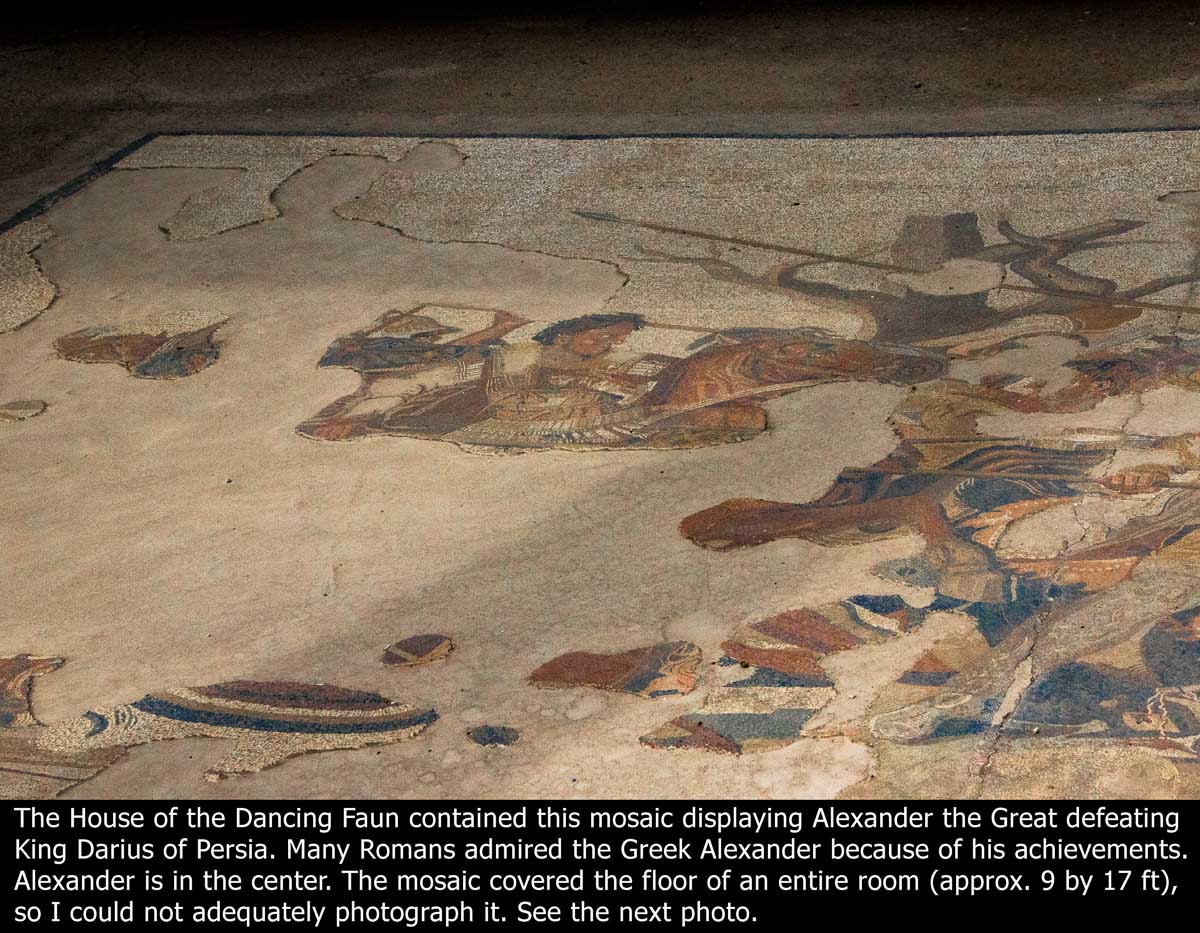 The House of the Dancing Faun contained this mosaic displaying Alexander the Great defeating
King Darius of Persia. Many Romans admired the Greek Alexander because of his achievements.
Alexander is in the center. The mosaic covered the floor of an entire room (approx. 9 by 17 ft),
so I could not adequately photograph it. See the next photo.